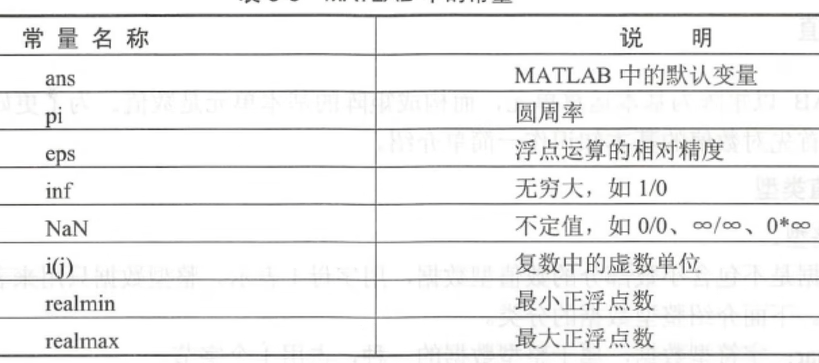 常量名称 说明
ans MATLAB 中的默认变量
pi 圆周率
eps 浮点运算的相对精度
inf 无穷大，如 1/0
NaN 不定值，如 0/0、∞/∞、0*∞
i(j) 复数中的虚数单位
realmin 最小正浮点数
realmax 最大正浮点数